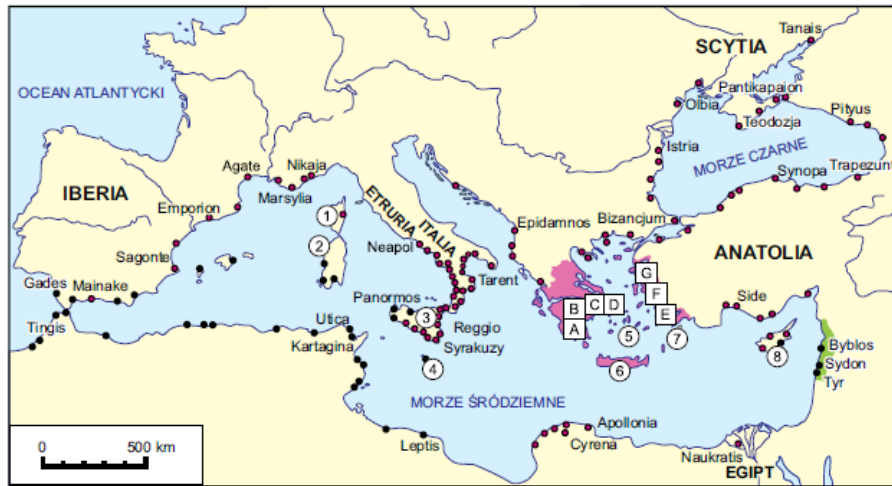 Tanais
SCYTIA
OCEAN ATLANTYCKI
Pantikapaion
Olbia
Teodozja
Pityus
Istria
MORZE CZARNE
Agate
Nikaja
Synopa
Trapezunt
IBERIA
Marsylia
1
ETRURIA
ITALIA
Emporion
Epidamnos
Bizancjum
2
Neapol
ANATOLIA
Sagonte
Tarent
G
Gades
Mainake
Panormos
B
C
D
F
Side
3
E
Tingis
Utica
Reggio
A
5
7
Byblos
Kartagina
Syrakuzy
8
4
6
Sydon
Tyr
MORZE ŚRÓDZIEMNE
Leptis
Apollonia
Cyrena
Naukratis
EGIPT
0
500 km